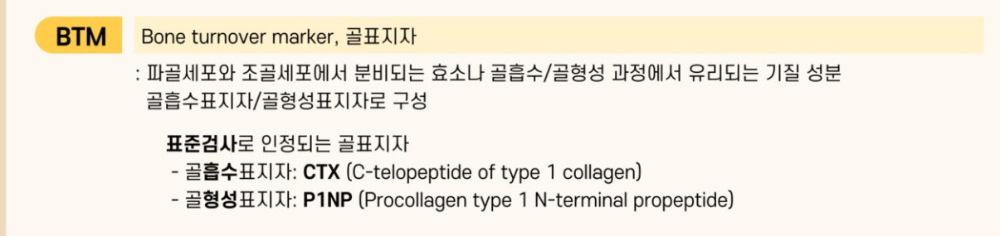 BTM Bone turnover marker, 골표지자
: 파골세포와 조골세포에서 분비되는 효소나 골흡수/골형성 과정에서 유리되는 기질 성분
골흡수표지자/골형성표지자로 구성
표준검사로 인정되는 골표지자
- 골흡수표지자: CTX (C-telopeptide of type 1 collagen)
- 골형성표지자: P1NP (Procollagen type 1 N-terminal propeptide)